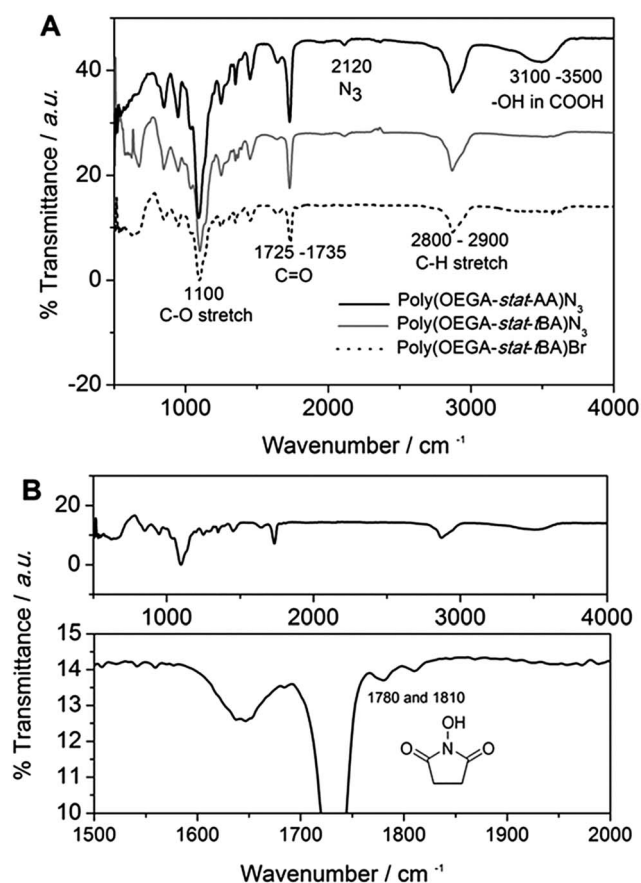 A
% Transmittance / a.u.
40
20
0
-20
2120
N3
3100 -3500
-OH in COOH
1725 -1735
C=O
2800 - 2900
C-H stretch
1100
C-O stretch
Poly(OEGA-stat-AA)N3
Poly(OEGA-stat-tBA)N3
Poly(OEGA-stat-tBA)Br
1000 2000 3000 4000
Wavenumber / cm -1
B
% Transmittance / a.u.
20
0
1000 2000 3000 4000
15
14
13
12
11
10
1780 and 1810
OH
N
O O
1500 1600 1700 1800 1900 2000
Wavenumber / cm -1